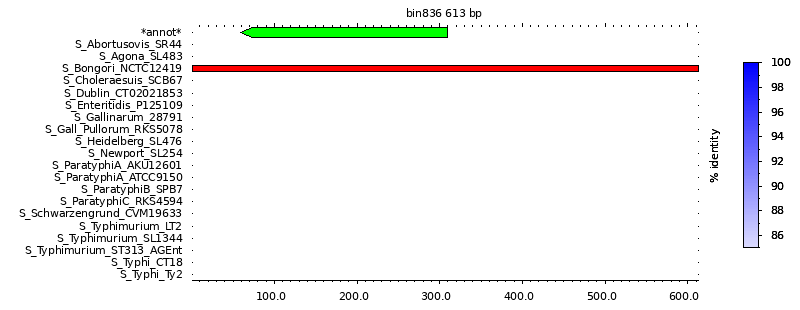 bin836 613 bp
*annot*
S_Abortusovis_SR44
S_Agona_SL483
S_Bongori_NCTC12419
S_Choleraesuis_SCB67
S_Dublin_CT02021853
S_Enteritidis_P125109
S_Gallinarum_28791
S_Gall_Pullorum_RKS5078
S_Heidelberg_SL476
S_Newport_SL254
S_ParatyphiA_AKU12601
S_ParatyphiA_ATCC9150
S_ParatyphiB_SPB7
S_ParatyphiC_RKS4594
S_Schwarzengrund_CVM19633
S_Typhimurium_LT2
S_Typhimurium_SL1344
S_Typhimurium_ST313_AGEnt
S_Typhi_CT18
S_Typhi_Ty2
100.0 200.0 300.0 400.0 500.0 600.0
% identity
100
98
96
94
92
90
88
86